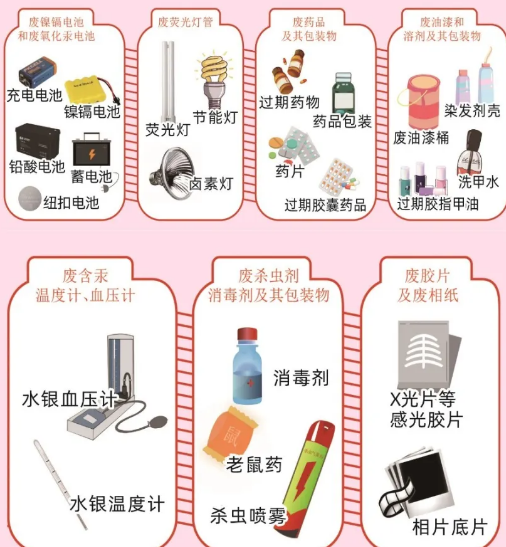 废镍镉电池
和废氧化汞电池
充电电池
镍镉电池
铅酸电池
蓄电池
纽扣电池
废荧光灯管
荧光灯
节能灯
卤素灯
废药品
及其包装物
过期药物
药品包装
药片
过期胶囊药品
废油漆和
溶剂及其包装物
染发剂壳
废油漆桶
洗甲水
过期胶指甲油
废含汞
温度计、血压计
水银血压计
水银温度计
废杀虫剂
消毒剂及其包装物
消毒剂
老鼠药
杀虫喷雾
废胶片
及废相纸
X光片等
感光胶片
相片底片